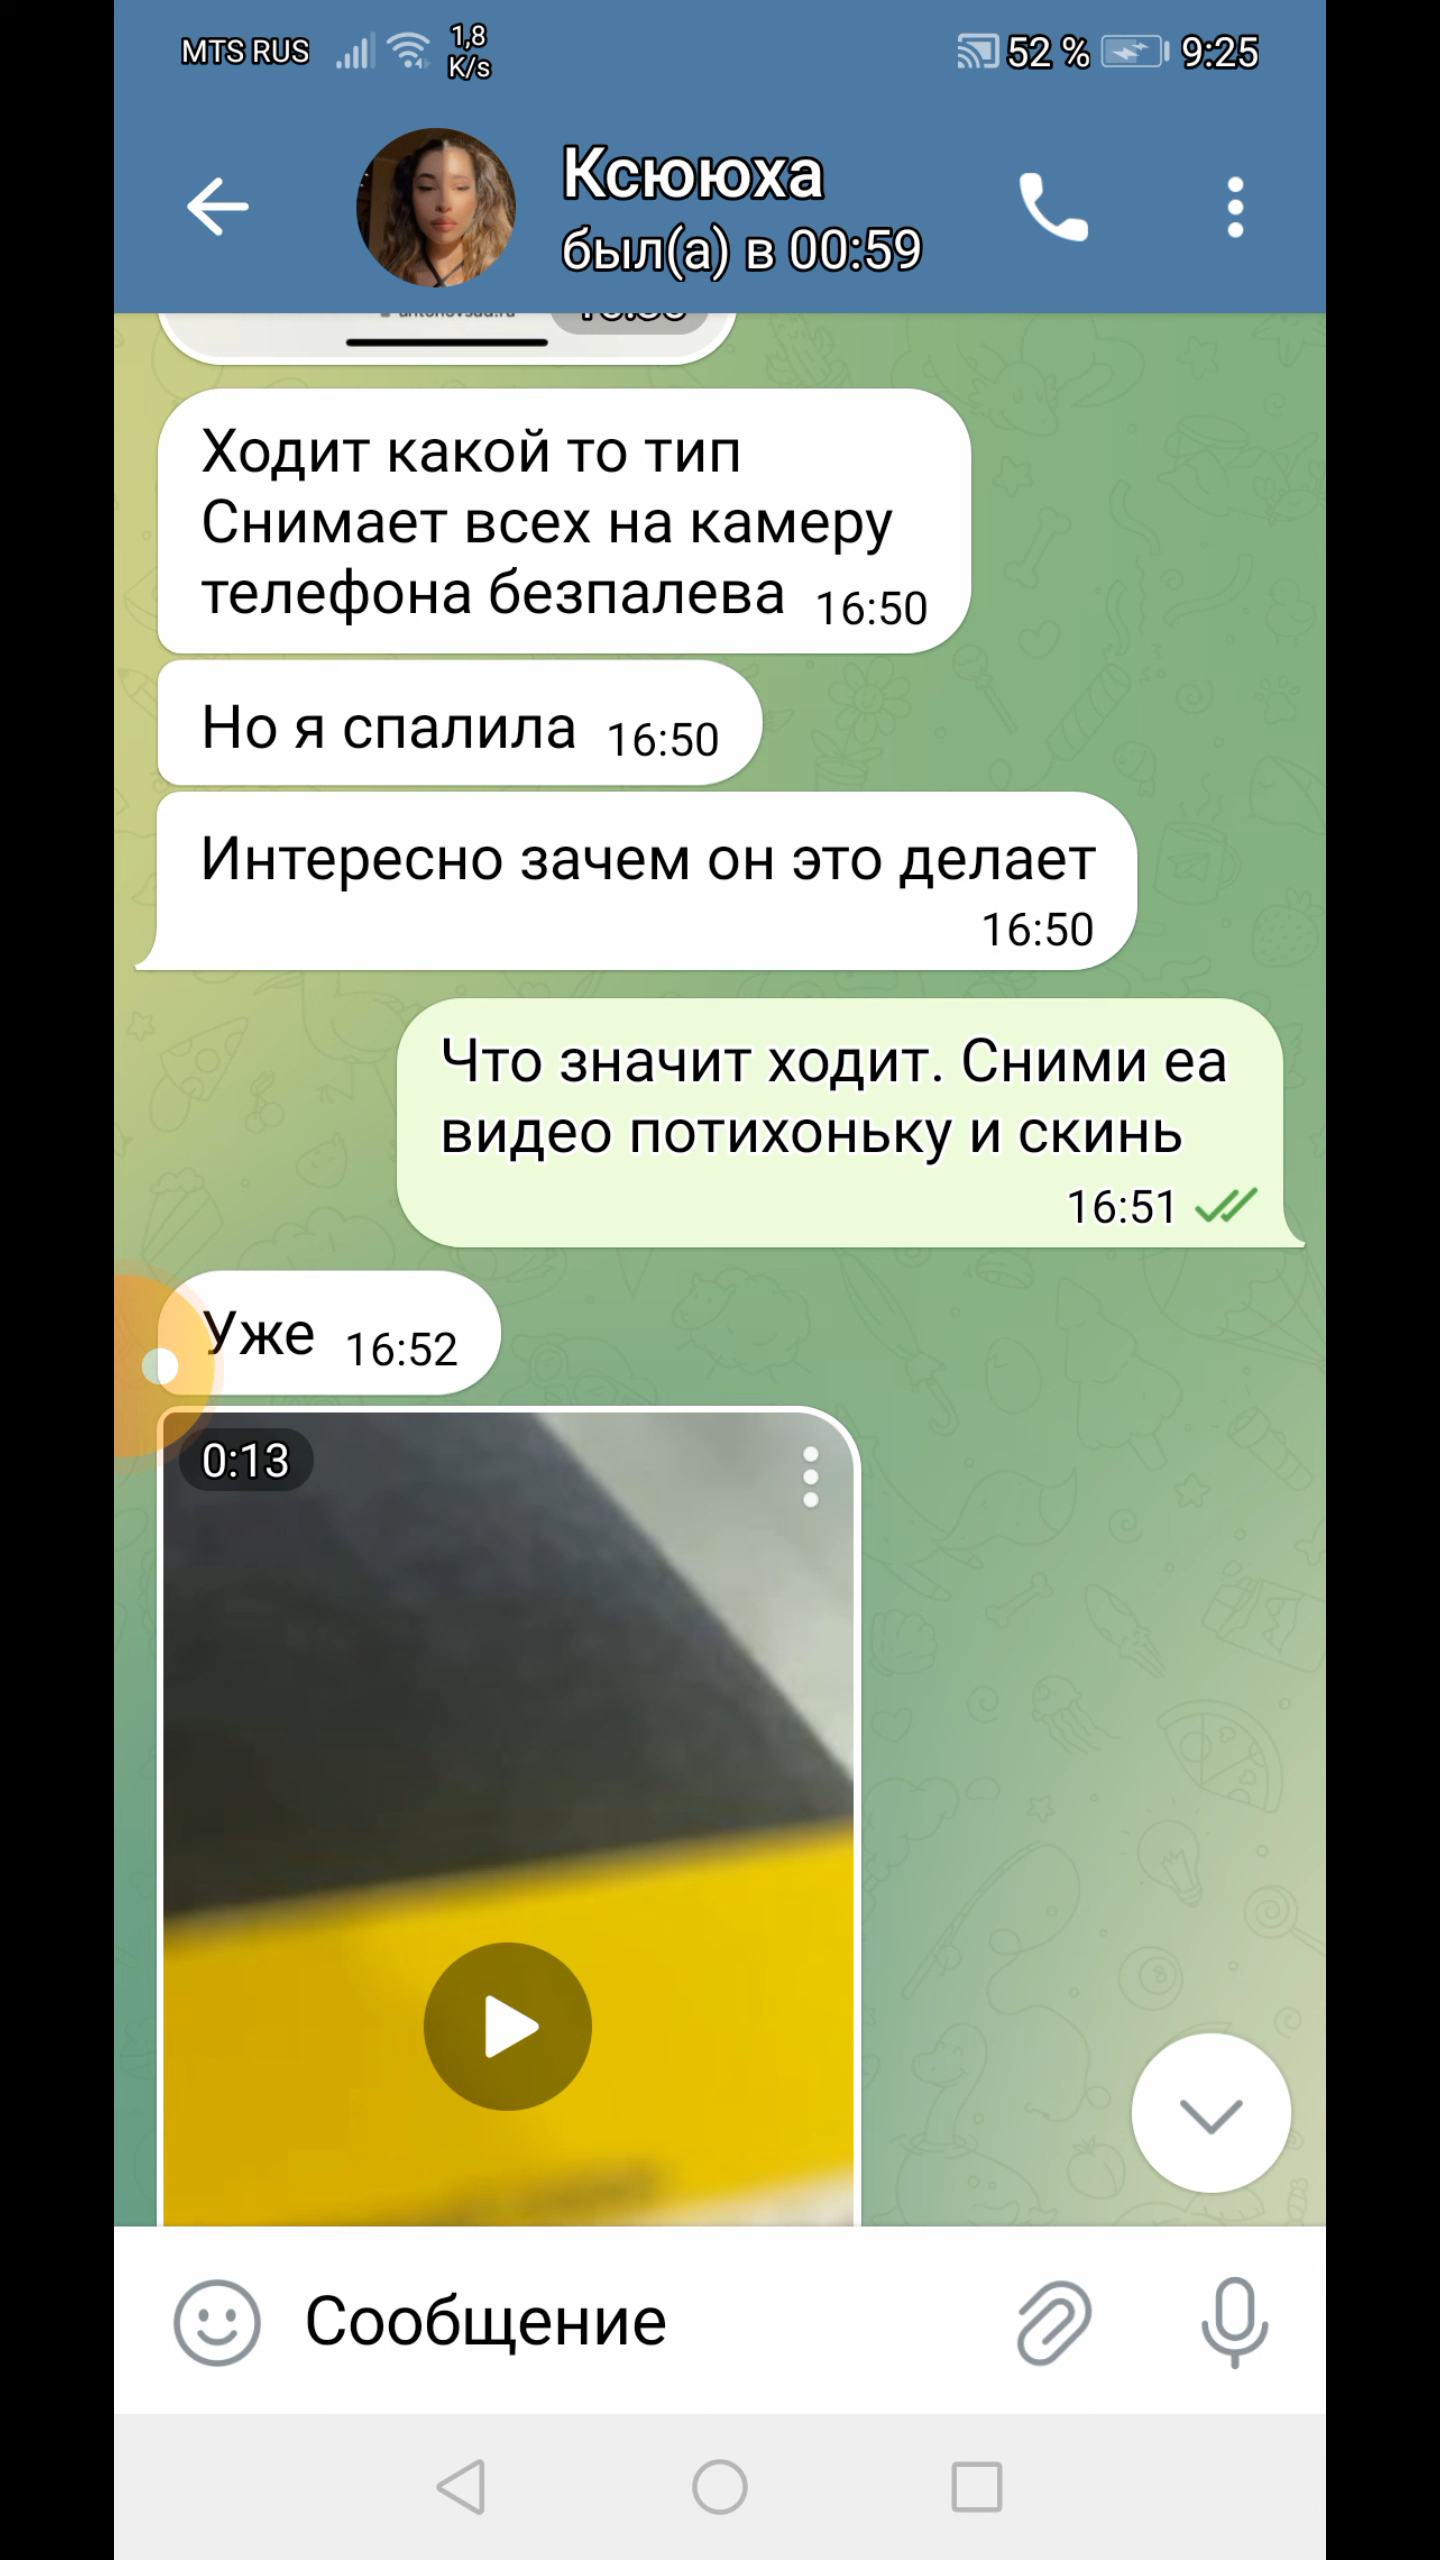 MTS RUS 1,8 K/s 52 % 9:25
Ксююха
был(а) в 00:59
Ходит какой то тип
Снимает всех на камеру
телефона безпалева 16:50
Но я спалила 16:50
Интересно зачем он это делает
16:50
Что значит ходит. Сними еа
видео потихоньку и скинь
16:51
Уже 16:52
0:13
Сообщение